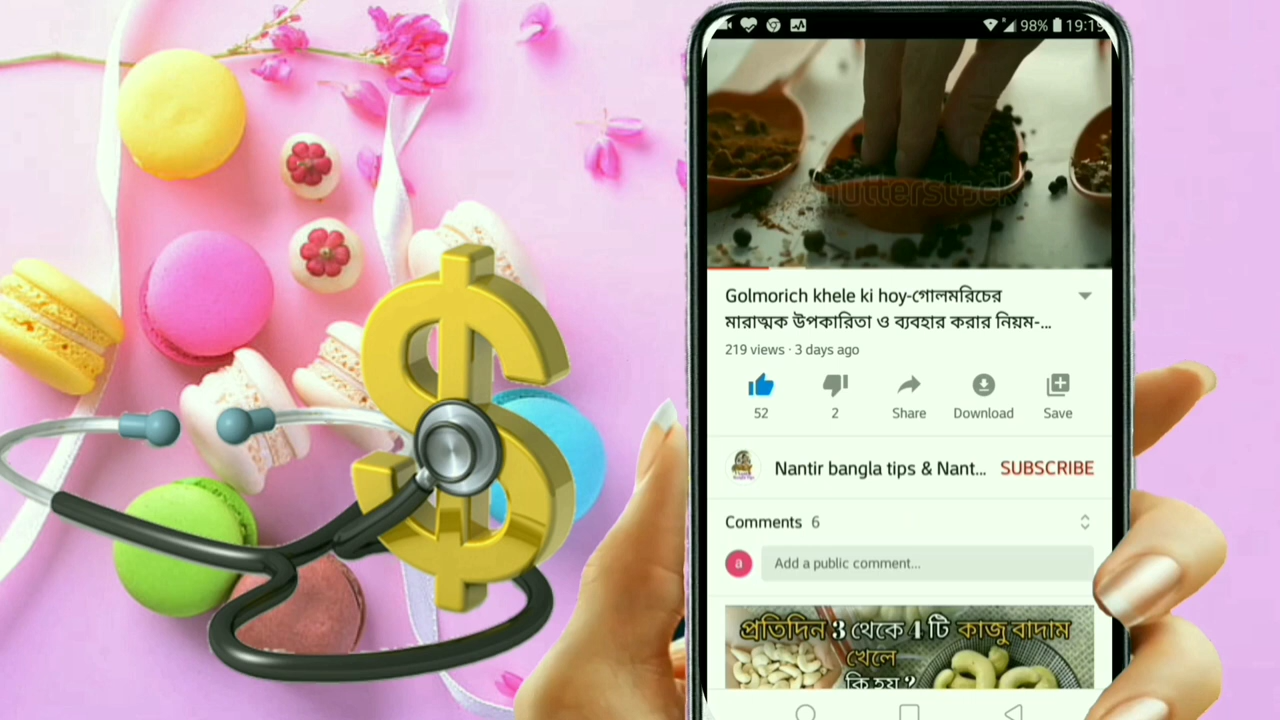 98% 19:19
shutterstock
Golmorich khele ki hoy-গোলমরিচের
মারাত্মক উপকারিতা ও ব্যবহার করার নিয়ম-...
219 views · 3 days ago
52
2
Share
Download
Save
Nantir bangla tips & Nant...
SUBSCRIBE
Comments 6
a
Add a public comment...
প্রতিদিন 3 থেকে 4 টি কাজু বাদাম
খেলে
কি হয় ?